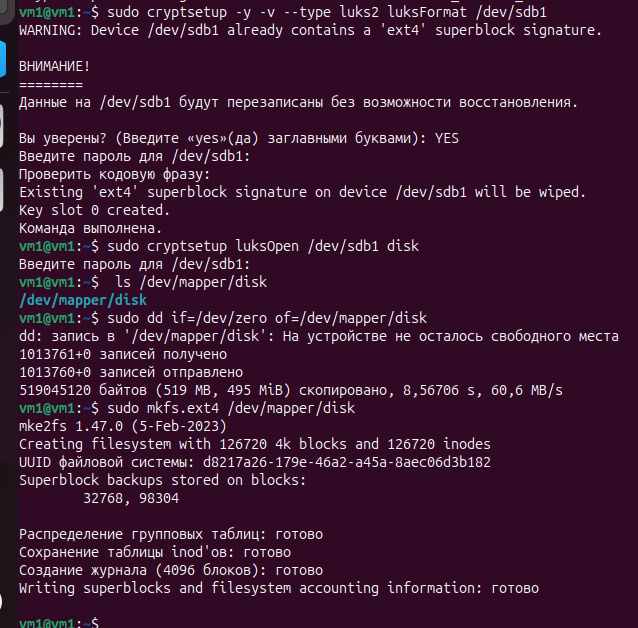 vm1@vm1:~$ sudo cryptsetup -y -v --type luks2 luksFormat /dev/sdb1
WARNING: Device /dev/sdb1 already contains a 'ext4' superblock signature.
ВНИМАНИЕ!
========
Данные на /dev/sdb1 будут перезаписаны без возможности восстановления.
Вы уверены? (Введите «yes»(да) заглавными буквами): YES
Введите пароль для /dev/sdb1:
Проверить кодовую фразу:
Existing 'ext4' superblock signature on device /dev/sdb1 will be wiped.
Key slot 0 created.
Команда выполнена.
vm1@vm1:~$ sudo cryptsetup luksOpen /dev/sdb1 disk
Введите пароль для /dev/sdb1:
vm1@vm1:~$  ls /dev/mapper/disk
/dev/mapper/disk
vm1@vm1:~$ sudo dd if=/dev/zero of=/dev/mapper/disk
dd: запись в '/dev/mapper/disk': На устройстве не осталось свободного места
1013761+0 записей получено
1013760+0 записей отправлено
519045120 байтов (519 MB, 495 MiB) скопировано, 8,56706 s, 60,6 MB/s
vm1@vm1:~$ sudo mkfs.ext4 /dev/mapper/disk
mke2fs 1.47.0 (5-Feb-2023)
Creating filesystem with 126720 4k blocks and 126720 inodes
UUID файловой системы: d8217a26-179e-46a2-a45a-8aec06d3b182
Superblock backups stored on blocks:
        32768, 98304
Распределение групповых таблиц: готово
Сохранение таблицы inod'ов: готово
Создание журнала (4096 блоков): готово
Writing superblocks and filesystem accounting information: готово
vm1@vm1:~$